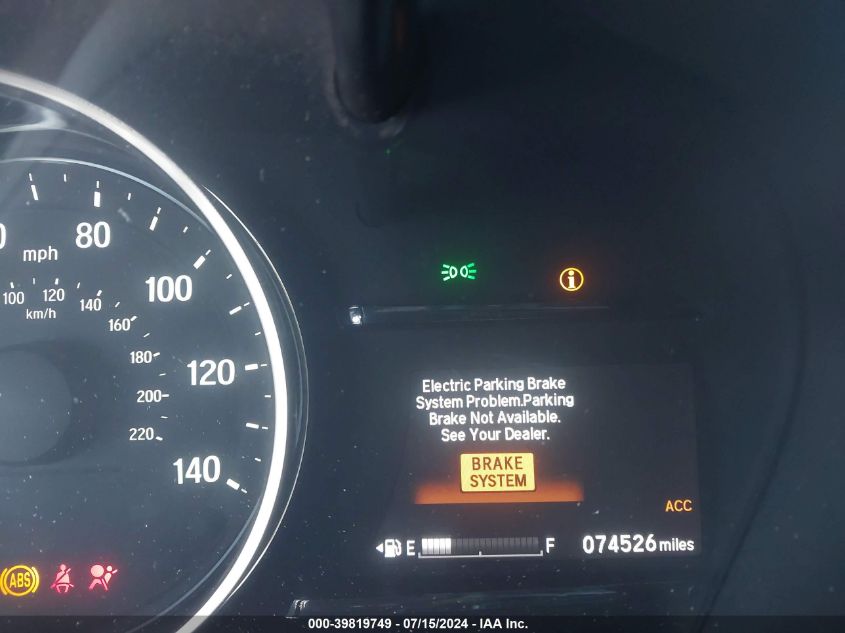 80
mph
100
100 120 140
km/h
160
120
180
200
220
140
Electric Parking Brake
System Problem.Parking
Brake Not Available.
See Your Dealer.
BRAKE
SYSTEM
ACC
E F 074526 miles
ABS
000-39819749 - 07/15/2024 - IAA Inc.